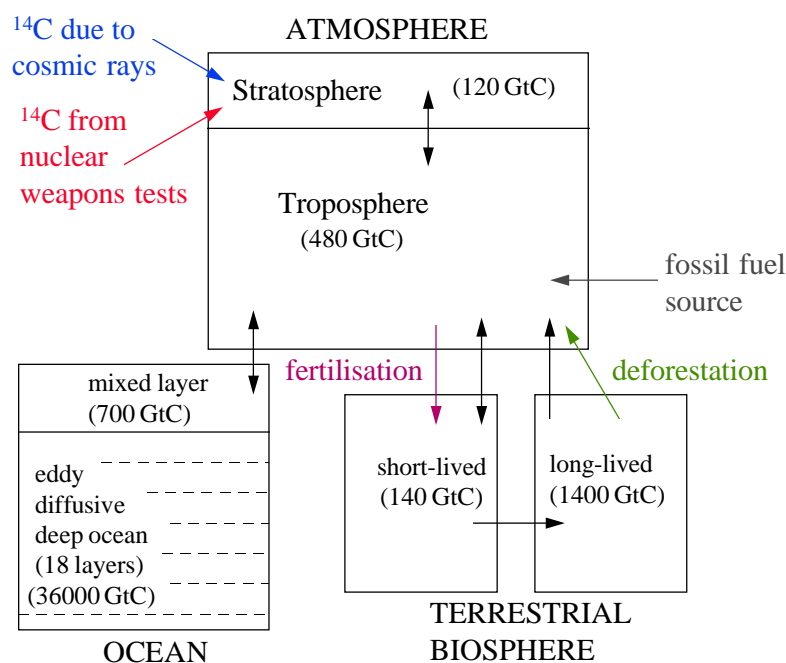 ATMOSPHERE
¹⁴C due to
cosmic rays
Stratosphere
(120 GtC)
¹⁴C from
nuclear
weapons tests
Troposphere
(480 GtC)
fossil fuel
source
fertilisation
deforestation
mixed layer
(700 GtC)
eddy
diffusive
deep ocean
(18 layers)
(36000 GtC)
OCEAN
short-lived
(140 GtC)
long-lived
(1400 GtC)
TERRESTRIAL
BIOSPHERE